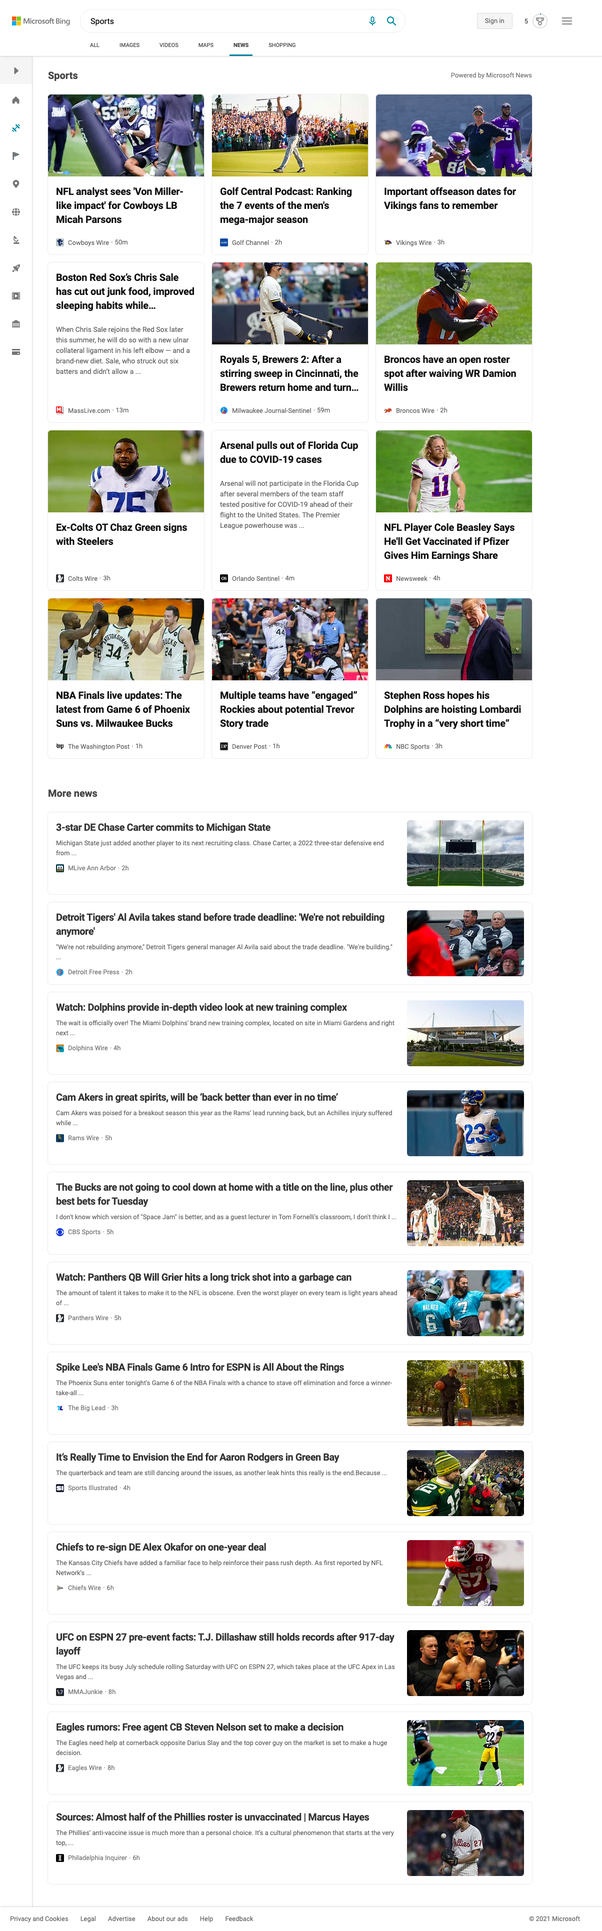 Microsoft Bing
Sports
Sign in
5
ALL
IMAGES
VIDEOS
MAPS
NEWS
SHOPPING
Sports
Powered by Microsoft News
NFL analyst sees 'Von Miller-
like impact' for Cowboys LB
Micah Parsons
Cowboys Wire · 50m
Golf Central Podcast: Ranking
the 7 events of the men's
mega-major season
Golf Channel · 2h
Important offseason dates for
Vikings fans to remember
Vikings Wire · 3h
Boston Red Sox's Chris Sale
has cut out junk food, improved
sleeping habits while...
When Chris Sale rejoins the Red Sox later
this summer, he will do so with a new ulnar
collateral ligament in his left elbow — and a
brand-new diet. Sale, who struck out six
batters and didn't allow a ...
MassLive.com · 13m
Royals 5, Brewers 2: After a
stirring sweep in Cincinnati, the
Brewers return home and turn...
Milwaukee Journal-Sentinel · 59m
Broncos have an open roster
spot after waiving WR Damion
Willis
Broncos Wire · 2h
75
Ex-Colts OT Chaz Green signs
with Steelers
Colts Wire · 3h
Arsenal pulls out of Florida Cup
due to COVID-19 cases
Arsenal will not participate in the Florida Cup
after several members of the team staff
tested positive for COVID-19 ahead of their
flight to the United States. The Premier
League powerhouse was ...
Orlando Sentinel · 4m
11
NFL Player Cole Beasley Says
He'll Get Vaccinated if Pfizer
Gives Him Earnings Share
Newsweek · 4h
34
24
NBA Finals live updates: The
latest from Game 6 of Phoenix
Suns vs. Milwaukee Bucks
The Washington Post · 1h
44
Multiple teams have “engaged”
Rockies about potential Trevor
Story trade
Denver Post · 1h
Stephen Ross hopes his
Dolphins are hoisting Lombardi
Trophy in a “very short time”
NBC Sports · 3h
More news
3-star DE Chase Carter commits to Michigan State
Michigan State just added another player to its next recruiting class. Chase Carter, a 2022 three-star defensive end
from ...
MLive Ann Arbor · 2h
Detroit Tigers' Al Avila takes stand before trade deadline: 'We're not rebuilding
anymore'
"We're not rebuilding anymore," Detroit Tigers general manager Al Avila said about the trade deadline. "We're building."
...
Detroit Free Press · 2h
Watch: Dolphins provide in-depth video look at new training complex
The wait is officially over! The Miami Dolphins' brand new training complex, located on site in Miami Gardens and right
next ...
Dolphins Wire · 4h
Cam Akers in great spirits, will be ‘back better than ever in no time’
Cam Akers was poised for a breakout season this year as the Rams' lead running back, but an Achilles injury suffered
while ...
Rams Wire · 5h
23
The Bucks are not going to cool down at home with a title on the line, plus other
best bets for Tuesday
I don't know which version of "Space Jam" is better, and as a guest lecturer in Tom Fornelli's classroom, I don't think I ...
CBS Sports · 5h
Watch: Panthers QB Will Grier hits a long trick shot into a garbage can
The amount of talent it takes to make it to the NFL is obscene. Even the worst player on every team is light years ahead
of ...
Panthers Wire · 5h
6
7
Spike Lee's NBA Finals Game 6 Intro for ESPN is All About the Rings
The Phoenix Suns enter tonight's Game 6 of the NBA Finals with a chance to stave off elimination and force a winner-
take-all ...
The Big Lead · 3h
It's Really Time to Envision the End for Aaron Rodgers in Green Bay
The quarterback and team are still dancing around the issues, as another leak hints this really is the end.Because ...
Sports Illustrated · 4h
12
Chiefs to re-sign DE Alex Okafor on one-year deal
The Kansas City Chiefs have added a familiar face to help reinforce their pass rush depth. As first reported by NFL
Network's ...
Chiefs Wire · 6h
57
UFC on ESPN 27 pre-event facts: T.J. Dillashaw still holds records after 917-day
layoff
The UFC keeps its busy July schedule rolling Saturday with UFC on ESPN 27, which takes place at the UFC Apex in Las
Vegas and ...
MMAJunkie · 8h
Eagles rumors: Free agent CB Steven Nelson set to make a decision
The Eagles need help at cornerback opposite Darius Slay and the top cover guy on the market is set to make a huge
decision.
Eagles Wire · 8h
22
Sources: Almost half of the Phillies roster is unvaccinated | Marcus Hayes
The Phillies' anti-vaccine issue is much more than a personal choice. It's a cultural phenomenon that starts at the very
top, ...
Philadelphia Inquirer · 6h
Phillies 27
Privacy and Cookies
Legal
Advertise
About our ads
Help
Feedback
© 2021 Microsoft